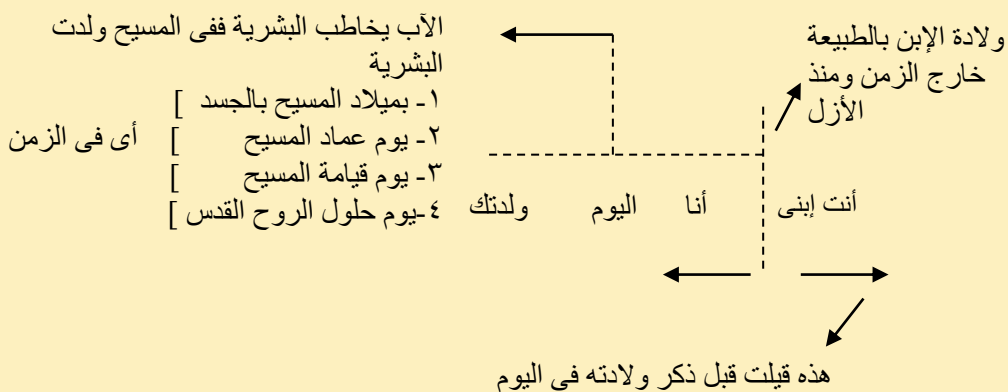 ولادة الإبن بالطبيعة
خارج الزمن ومنذ
الأزل
الآب يخاطب البشرية ففى المسيح ولدت
البشرية
١- بميلاد المسيح بالجسد ]
٢- يوم عماد المسيح ] أى فى الزمن
٣- يوم قيامة المسيح ]
٤-يوم حلول الروح القدس ]
أنت إبنى أنا اليوم ولدتك
هذه قيلت قبل ذكر ولادته فى اليوم